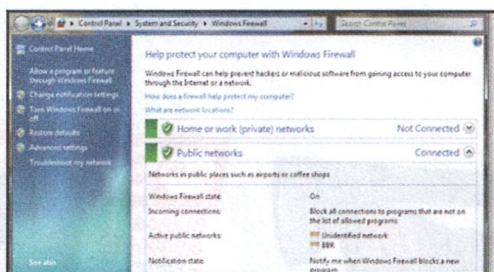 Control Panel ▸ System and Security ▸ Windows Firewall
Search Control Panel
Control Panel Home
Allow a program or feature through Windows Firewall
Change notification settings
Turn Windows Firewall on or off
Restore defaults
Advanced settings
Troubleshoot my network
See also
Help protect your computer with Windows Firewall
Windows Firewall can help prevent hackers or malicious software from gaining access to your computer
through the Internet or a network.
How does a firewall help protect my computer?
What are network locations?
Home or work (private) networks Not Connected
Public networks Connected
Networks in public places such as airports or coffee shops
Windows Firewall state: On
Incoming connections: Block all connections to programs that are not on
the list of allowed programs
Active public networks: Unidentified network
BBR
Notification state: Notify me when Windows Firewall blocks a new
program